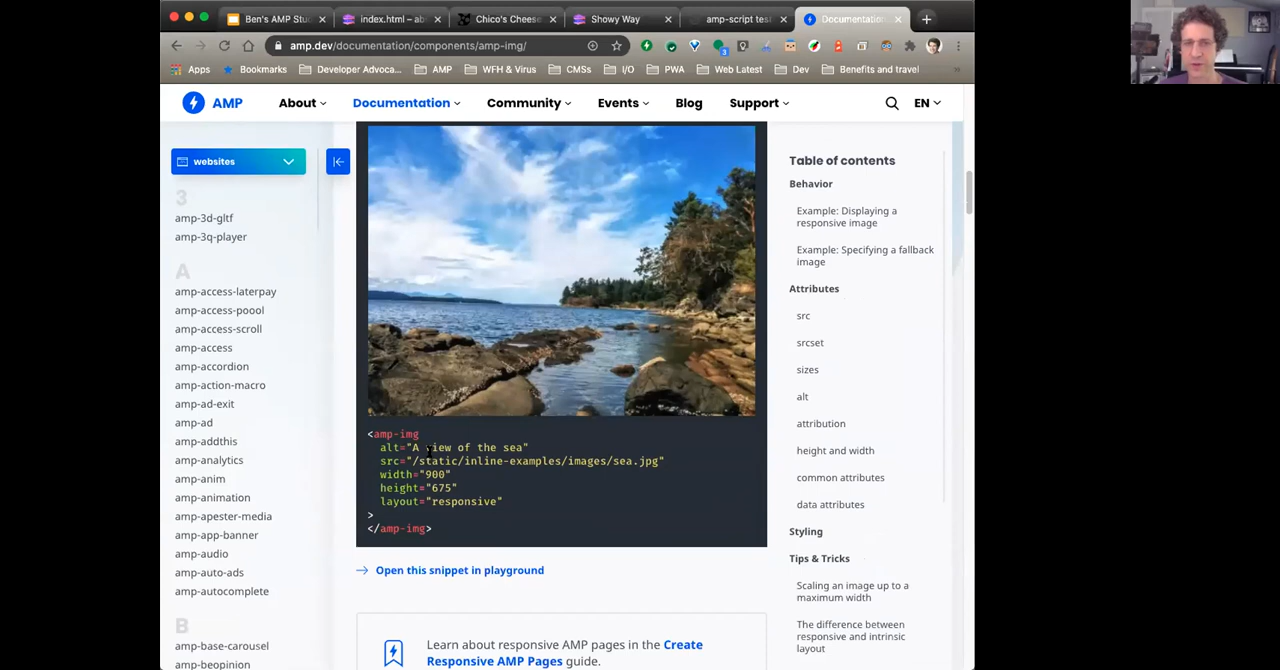 Ben's AMP Stu
index.html – ab
Chico's Cheese
Showy Way
amp-script tes
Documentatio
amp.dev/documentation/components/amp-img/
3
Apps
Bookmarks
Developer Advoca...
AMP
WFH & Virus
CMSs
I/O
PWA
Web Latest
Dev
Benefits and travel
»
AMP
About
Documentation
Community
Events
Blog
Support
EN
websites
3
amp-3d-gltf
amp-3q-player
A
amp-access-laterpay
amp-access-poool
amp-access-scroll
amp-access
amp-accordion
amp-action-macro
amp-ad-exit
amp-ad
amp-addthis
amp-analytics
amp-anim
amp-animation
amp-apester-media
amp-app-banner
amp-audio
amp-auto-ads
amp-autocomplete
B
amp-base-carousel
amp-beopinion
<amp-img
alt="A view of the sea"
src="/static/inline-examples/images/sea.jpg"
width="900"
height="675"
layout="responsive"
>
</amp-img>
Open this snippet in playground
Learn about responsive AMP pages in the Create
Responsive AMP Pages guide.
Table of contents
Behavior
Example: Displaying a
responsive image
Example: Specifying a fallback
image
Attributes
src
srcset
sizes
alt
attribution
height and width
common attributes
data attributes
Styling
Tips & Tricks
Scaling an image up to a
maximum width
The difference between
responsive and intrinsic
layout